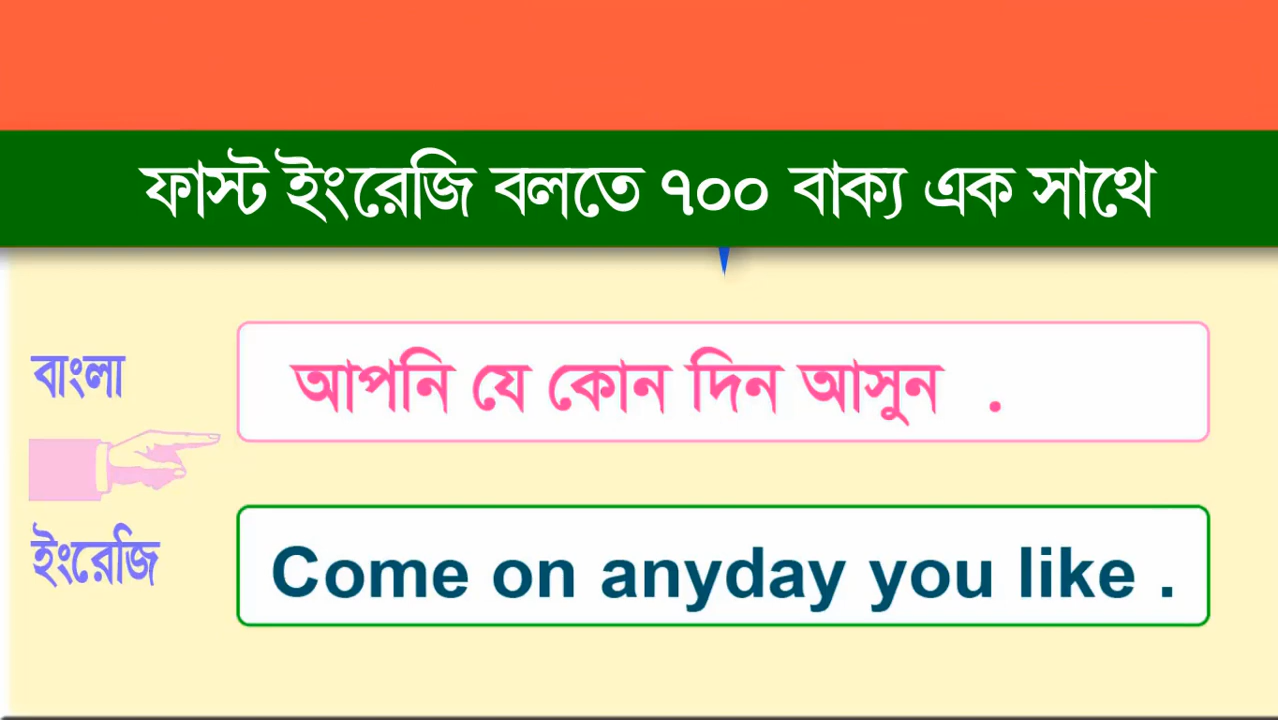 ফাস্ট ইংরেজি বলতে ৭০০ বাক্য এক সাথে
বাংলা
আপনি যে কোন দিন আসুন .
ইংরেজি
Come on anyday you like .